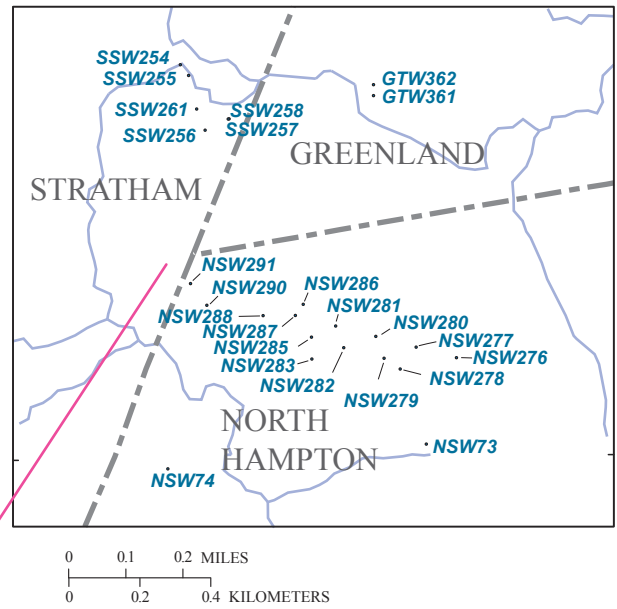 SSW254
SSW255
GTW362
GTW361
SSW261
SSW258
SSW257
SSW256
GREENLAND
STRATHAM
NSW291
NSW290
NSW286
NSW281
NSW288
NSW287
NSW280
NSW277
NSW285
NSW276
NSW283
NSW278
NSW282
NSW279
NORTH
HAMPTON
NSW73
NSW74
0 0.1 0.2 MILES
0 0.2 0.4 KILOMETERS